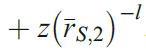 + z(r̄_{S,2})^{-l}